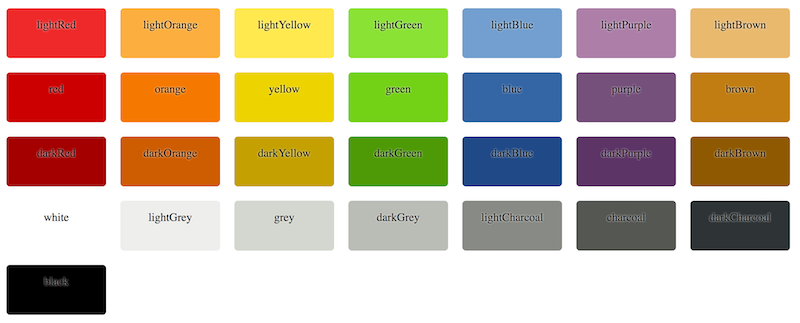 lightRed lightOrange lightYellow lightGreen lightBlue lightPurple lightBrown
red orange yellow green blue purple brown
darkRed darkOrange darkYellow darkGreen darkBlue darkPurple darkBrown
white lightGrey grey darkGrey lightCharcoal charcoal darkCharcoal
black